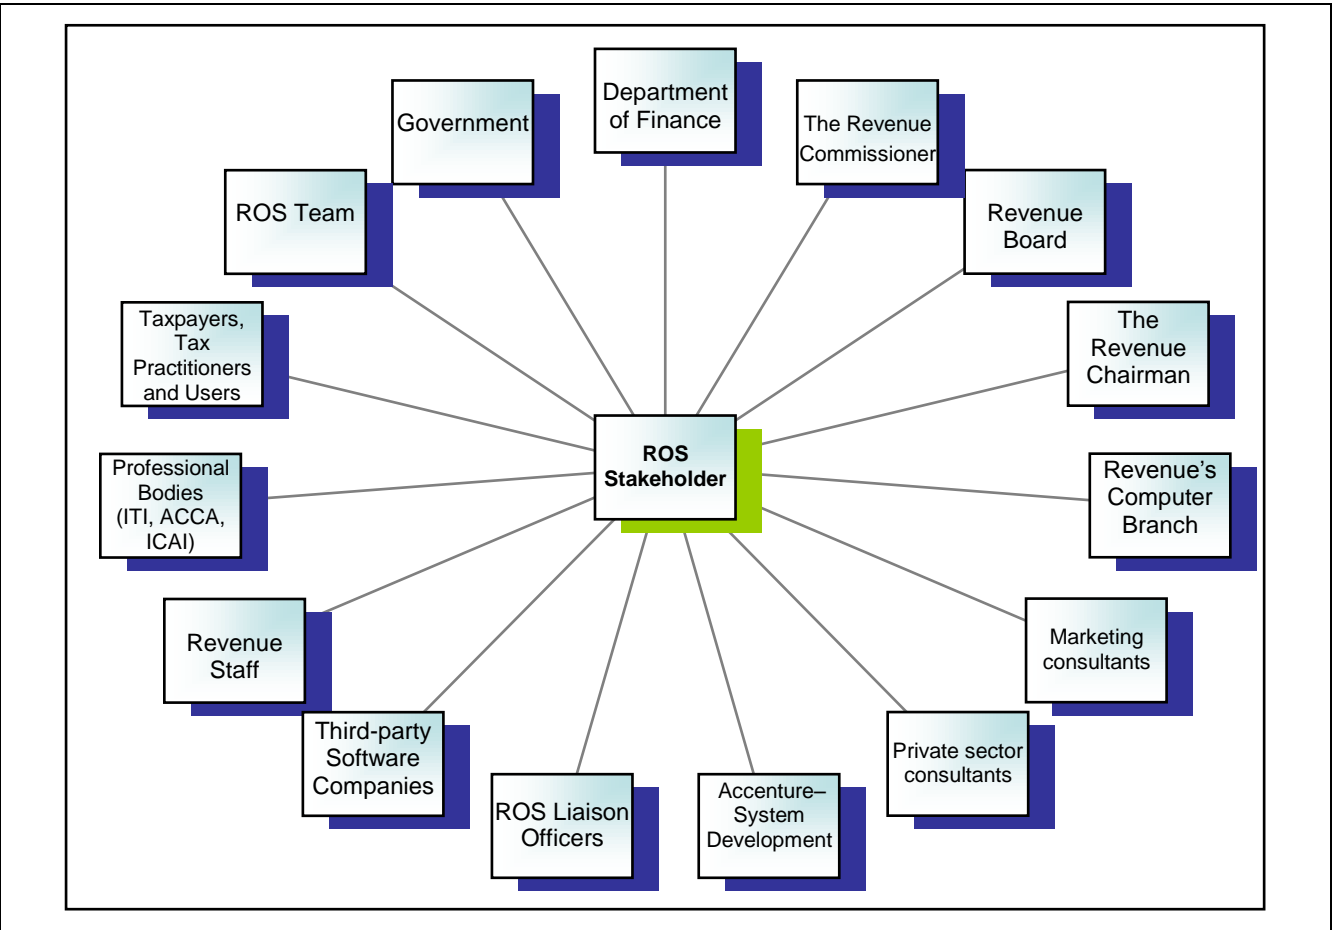 Department
of Finance
Government
The Revenue
Commissioner
ROS Team
Revenue
Board
Taxpayers,
Tax
Practitioners
and Users
The
Revenue
Chairman
ROS
Stakeholder
Professional
Bodies
(ITI, ACCA,
ICAI)
Revenue’s
Computer
Branch
Revenue
Staff
Marketing
consultants
Third-party
Software
Companies
Private sector
consultants
ROS Liaison
Officers
Accenture–
System
Development